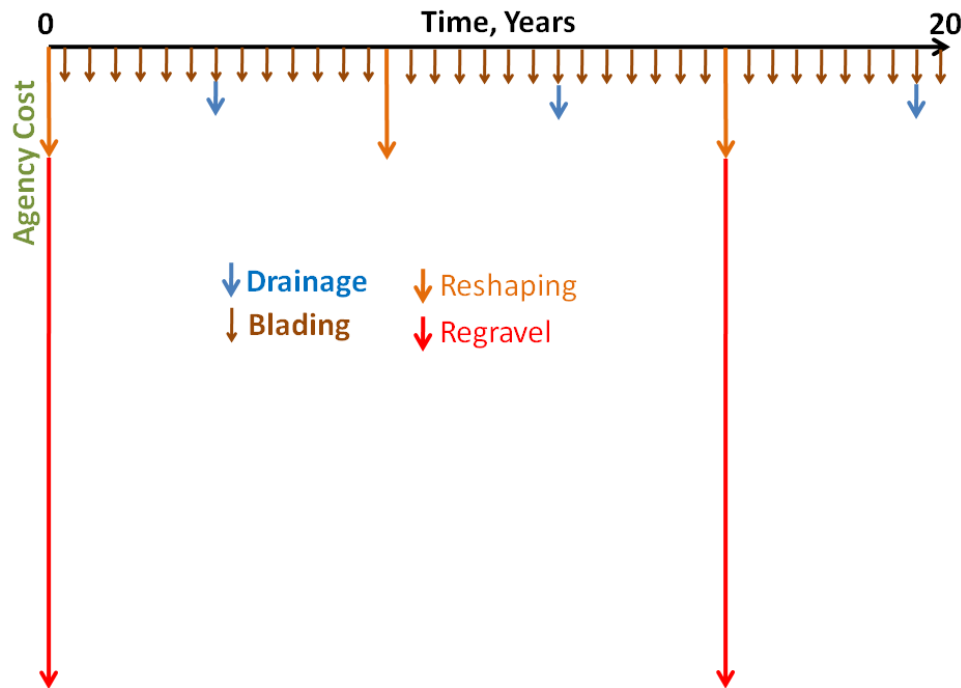 0
Time, Years
20
Agency Cost
Drainage
Reshaping
Blading
Regravel